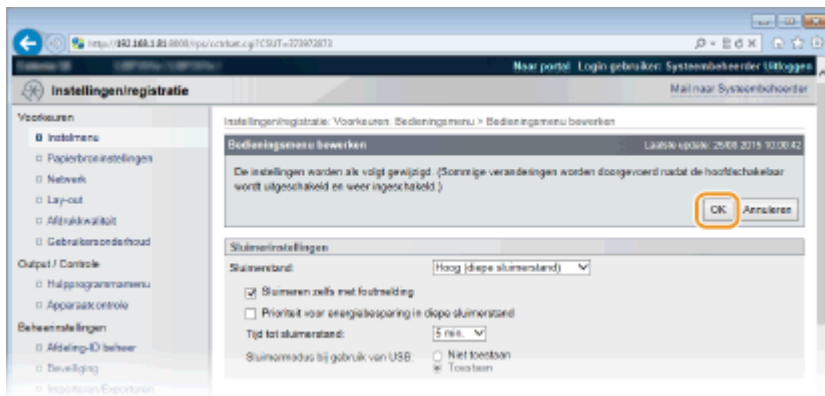 Naar portal Login gebruiker: Systeembeheerder Uitloggen
Instellingen/registratie
Mail naar Systeembeheerder
Voorkeuren
Instelmenu
Papierbroninstellingen
Netwerk
Lay-out
Afdrukkwaliteit
Gebruikersonderhoud
Output / Controle
Hulpprogrammamenu
Apparaatcontrole
Beheerinstellingen
Afdeling-ID beheer
Beveiliging
Importeren/Exporteren
Instellingen/registratie: Voorkeuren: Bedieningsmenu > Bedieningsmenu bewerken
Bedieningsmenu bewerken
Laatste update: 25/08 2015 10:00:42
De instellingen worden als volgt gewijzigd. (Sommige veranderingen worden doorgevoerd nadat de hoofdschakelaar
wordt uitgeschakeld en weer ingeschakeld.)
OK Annuleren
Sluimerinstellingen
Sluimerstand: Hoog (diepe sluimerstand)
Sluimeren zelfs met foutmelding
Prioriteit voor energiebesparing in diepe sluimerstand
Tijd tot sluimerstand: 5 min.
Sluimermodus bij gebruik van USB: Niet toestaan
Toestaan